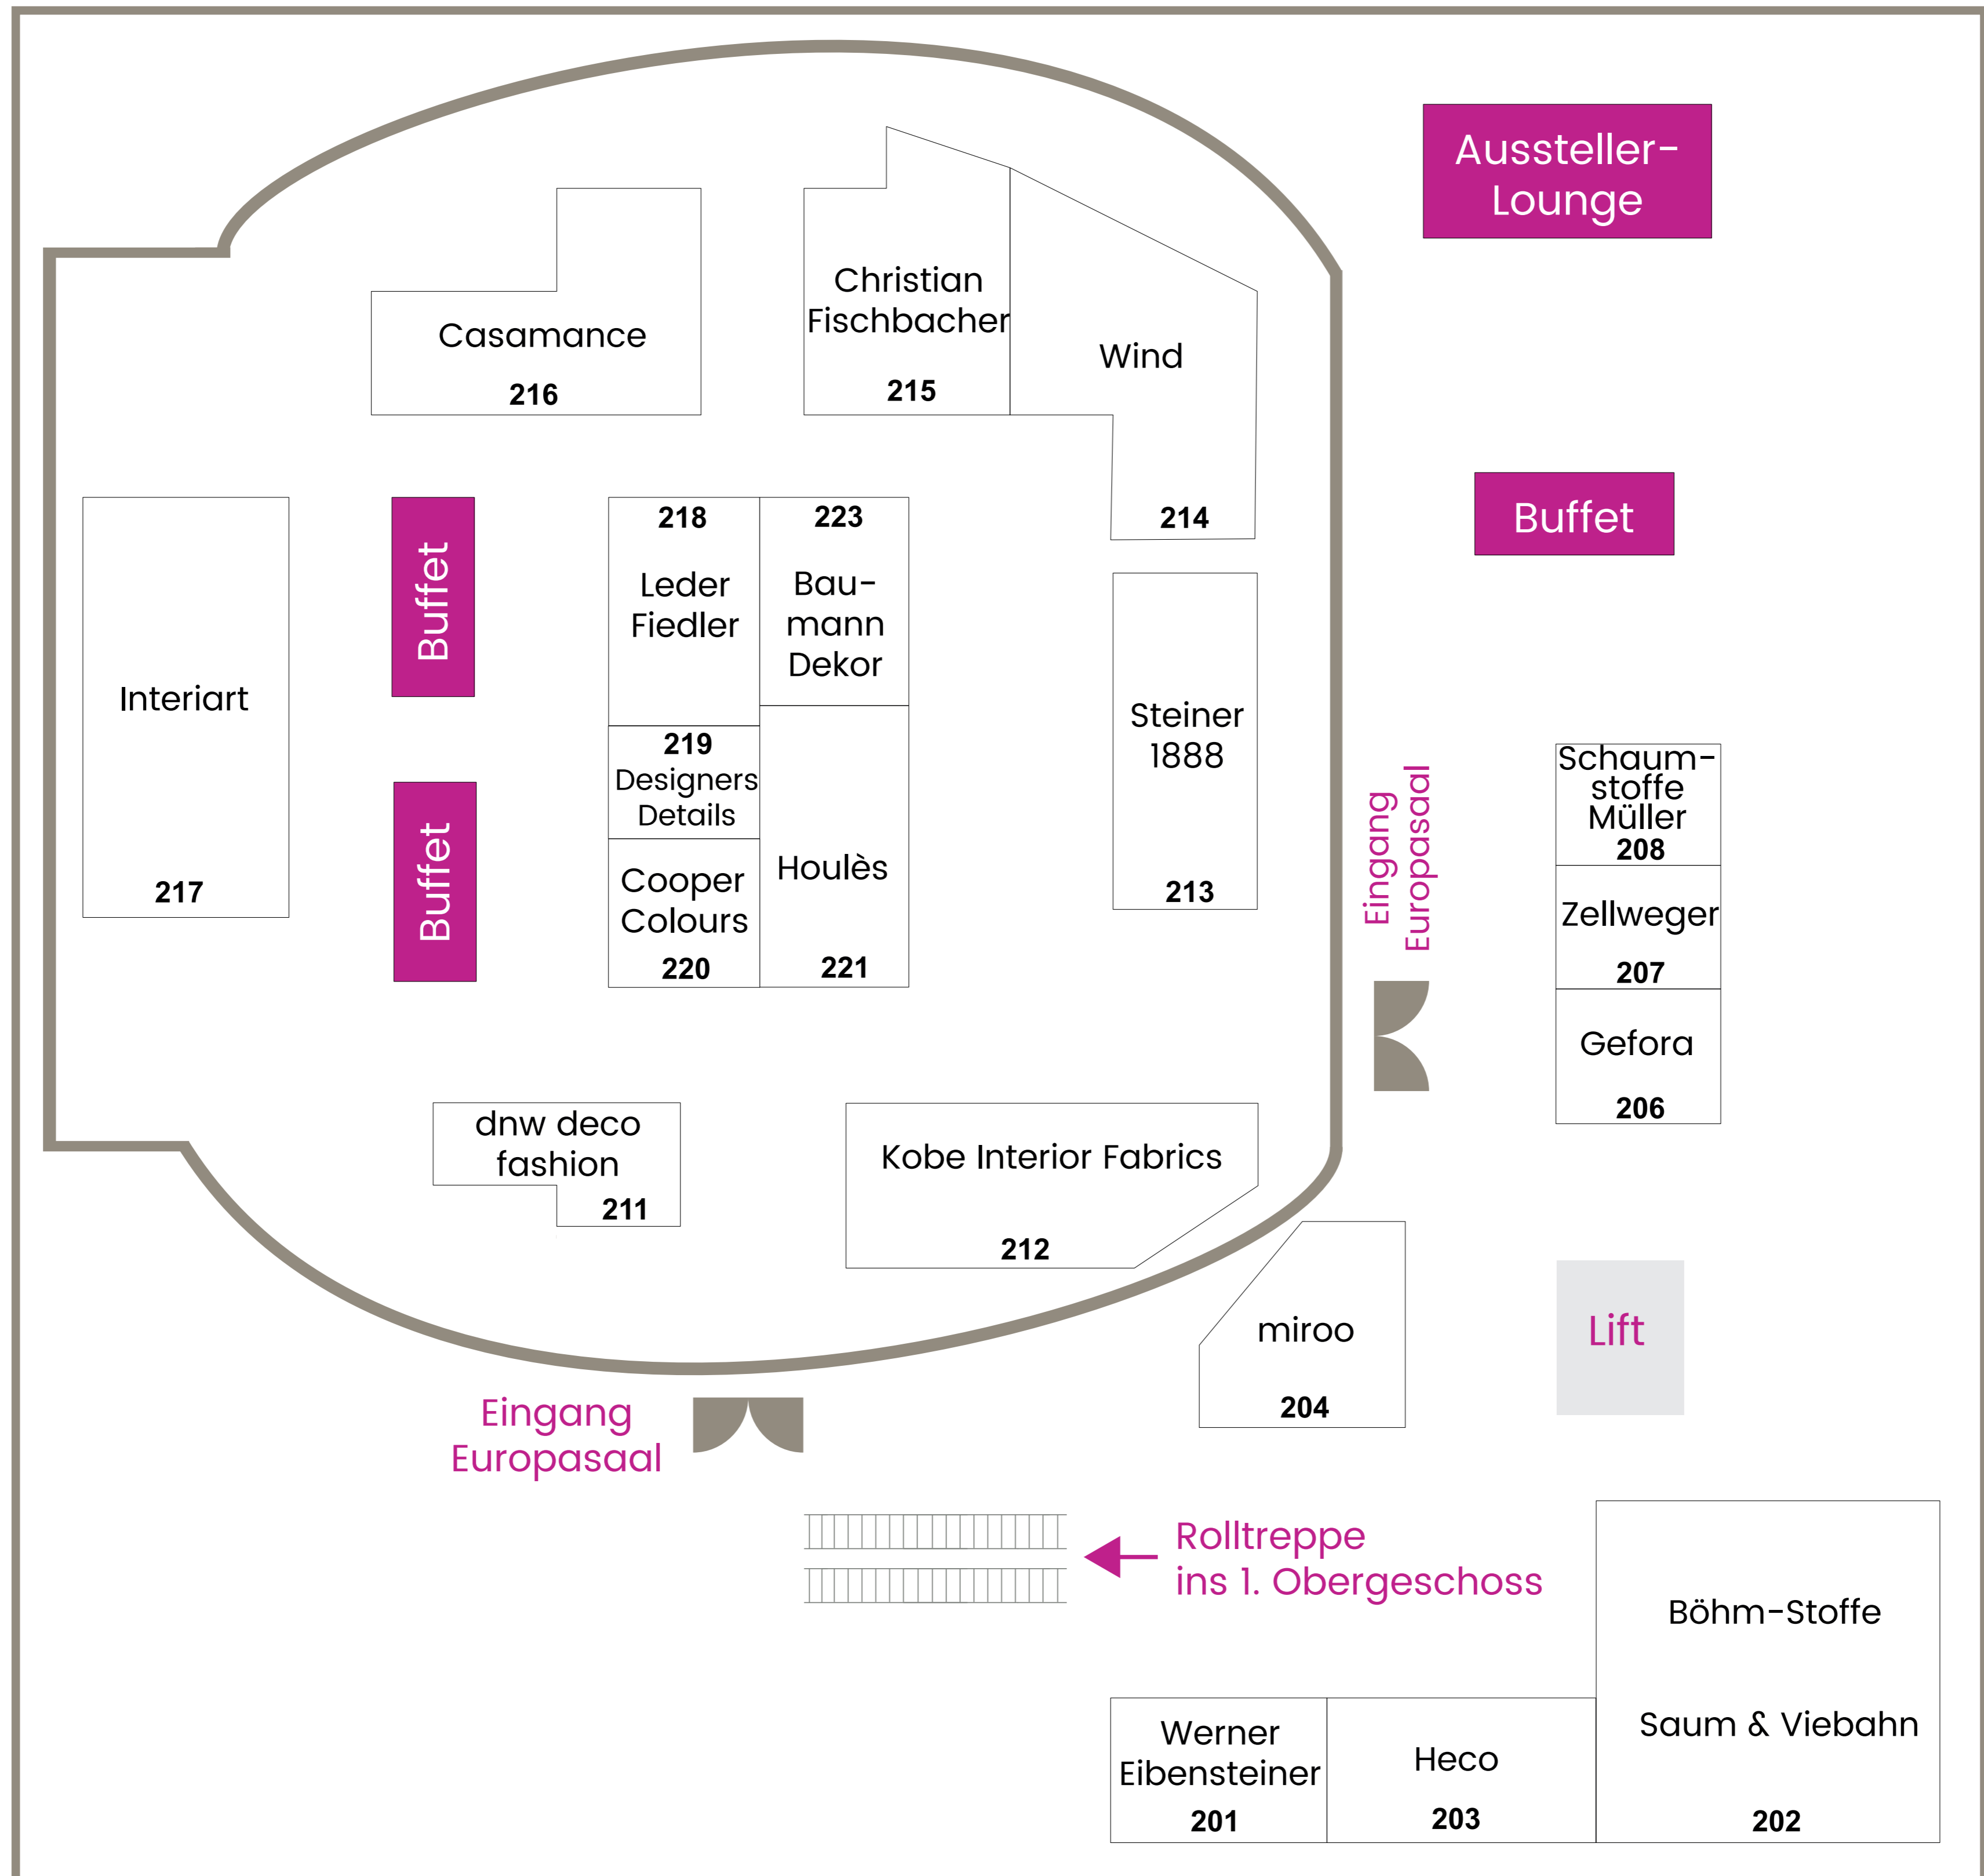 Aussteller-
Lounge
Christian
Fischbacher
215
Casamance
216
Wind
214
Buffet
Buffet
218
Leder
Fiedler
223
Bau-
mann
Dekor
Interiart
217
219
Designers
Details
Buffet
Cooper
Colours
220
Houlès
221
Steiner
1888
213
Eingang
Europasaal
Schaum-
stoffe
Müller
208
Zellweger
207
Gefora
206
dnw deco
fashion
211
Kobe Interior Fabrics
212
miroo
204
Lift
Eingang
Europasaal
Rolltreppe
ins 1. Obergeschoss
Böhm-Stoffe
Saum & Viebahn
202
Werner
Eibensteiner
201
Heco
203